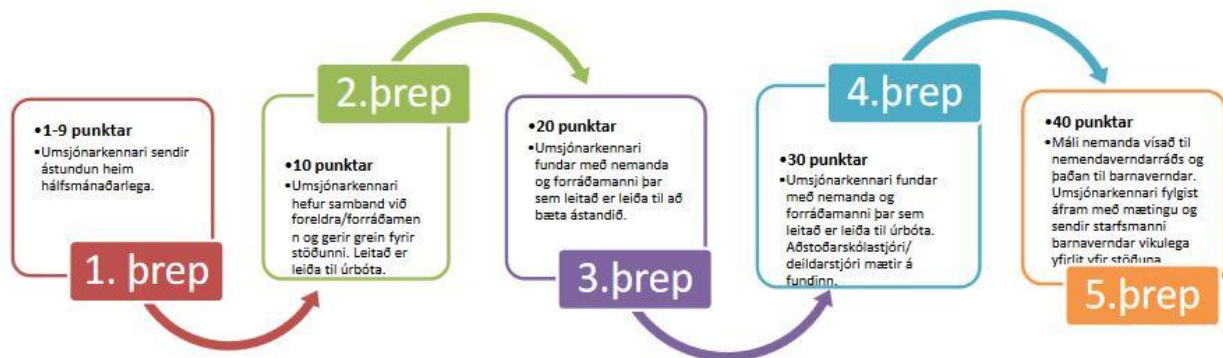 1. þrep
•1-9 punktar
•Umsjónarkennari sendir
ástundun heim
hálfsmánaðarlega.
2.þrep
•10 punktar
•Umsjónarkennari
hefur samband við
foreldra/forráðamen
n og gerir grein fyrir
stöðunni. Leitað er
leiða til úrbóta.
3.þrep
•20 punktar
•Umsjónarkennari
fundar með nemanda
og forráðamanni þar
sem leitað er leiða til að
bæta ástandið.
4.þrep
•30 punktar
•Umsjónarkennari fundar
með nemanda og
forráðamanni þar sem
leitað er leiða til úrbóta.
Aðstoðarskólastjóri/
deildarstjóri mætir á
fundinn.
5.þrep
•40 punktar
•Máli nemanda vísað til
nemendaverndarráðs og
þaðan til barnaverndar.
Umsjónarkennari fylgist
áfram með mætingu og
sendir starfsmanni
barnaverndar vikulega
yfirlit yfir stöðuna